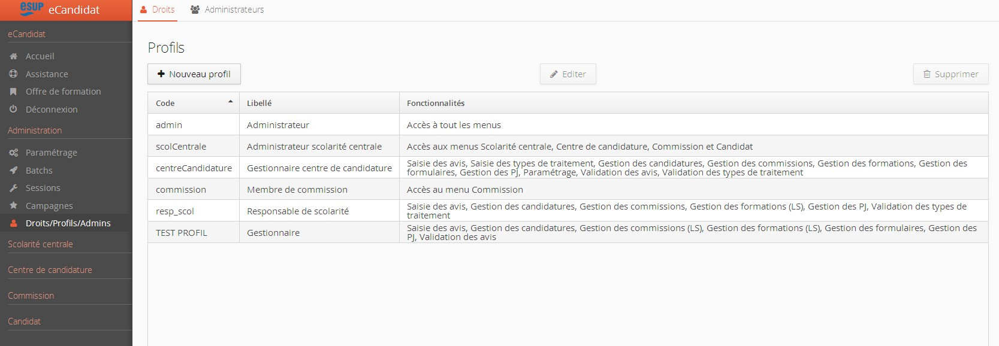 esup eCandidat
Droits Administrateurs
eCandidat
Accueil
Assistance
Offre de formation
Déconnexion
Administration
Paramétrage
Batchs
Sessions
Campagnes
Droits/Profils/Admins
Scolarité centrale
Centre de candidature
Commission
Candidat
Profils
Nouveau profil Editer Supprimer
Code Libellé Fonctionnalités
admin Administrateur Accès à tout les menus
scolCentrale Administrateur scolarité centrale Accès aux menus Scolarité centrale, Centre de candidature, Commission et Candidat
centreCandidature Gestionnaire centre de candidature Saisie des avis, Saisie des types de traitement, Gestion des candidatures, Gestion des commissions, Gestion des formations, Gestion des
formulaires, Gestion des PJ, Paramétrage, Validation des avis, Validation des types de traitement
commission Membre de commission Accès au menu Commission
resp_scol Responsable de scolarité Saisie des avis, Gestion des candidatures, Gestion des commissions, Gestion des formations (LS), Gestion des PJ, Validation des types de
traitement
TEST PROFIL Gestionnaire Saisie des avis, Gestion des candidatures, Gestion des commissions (LS), Gestion des formations (LS), Gestion des formulaires, Gestion des
PJ, Validation des avis